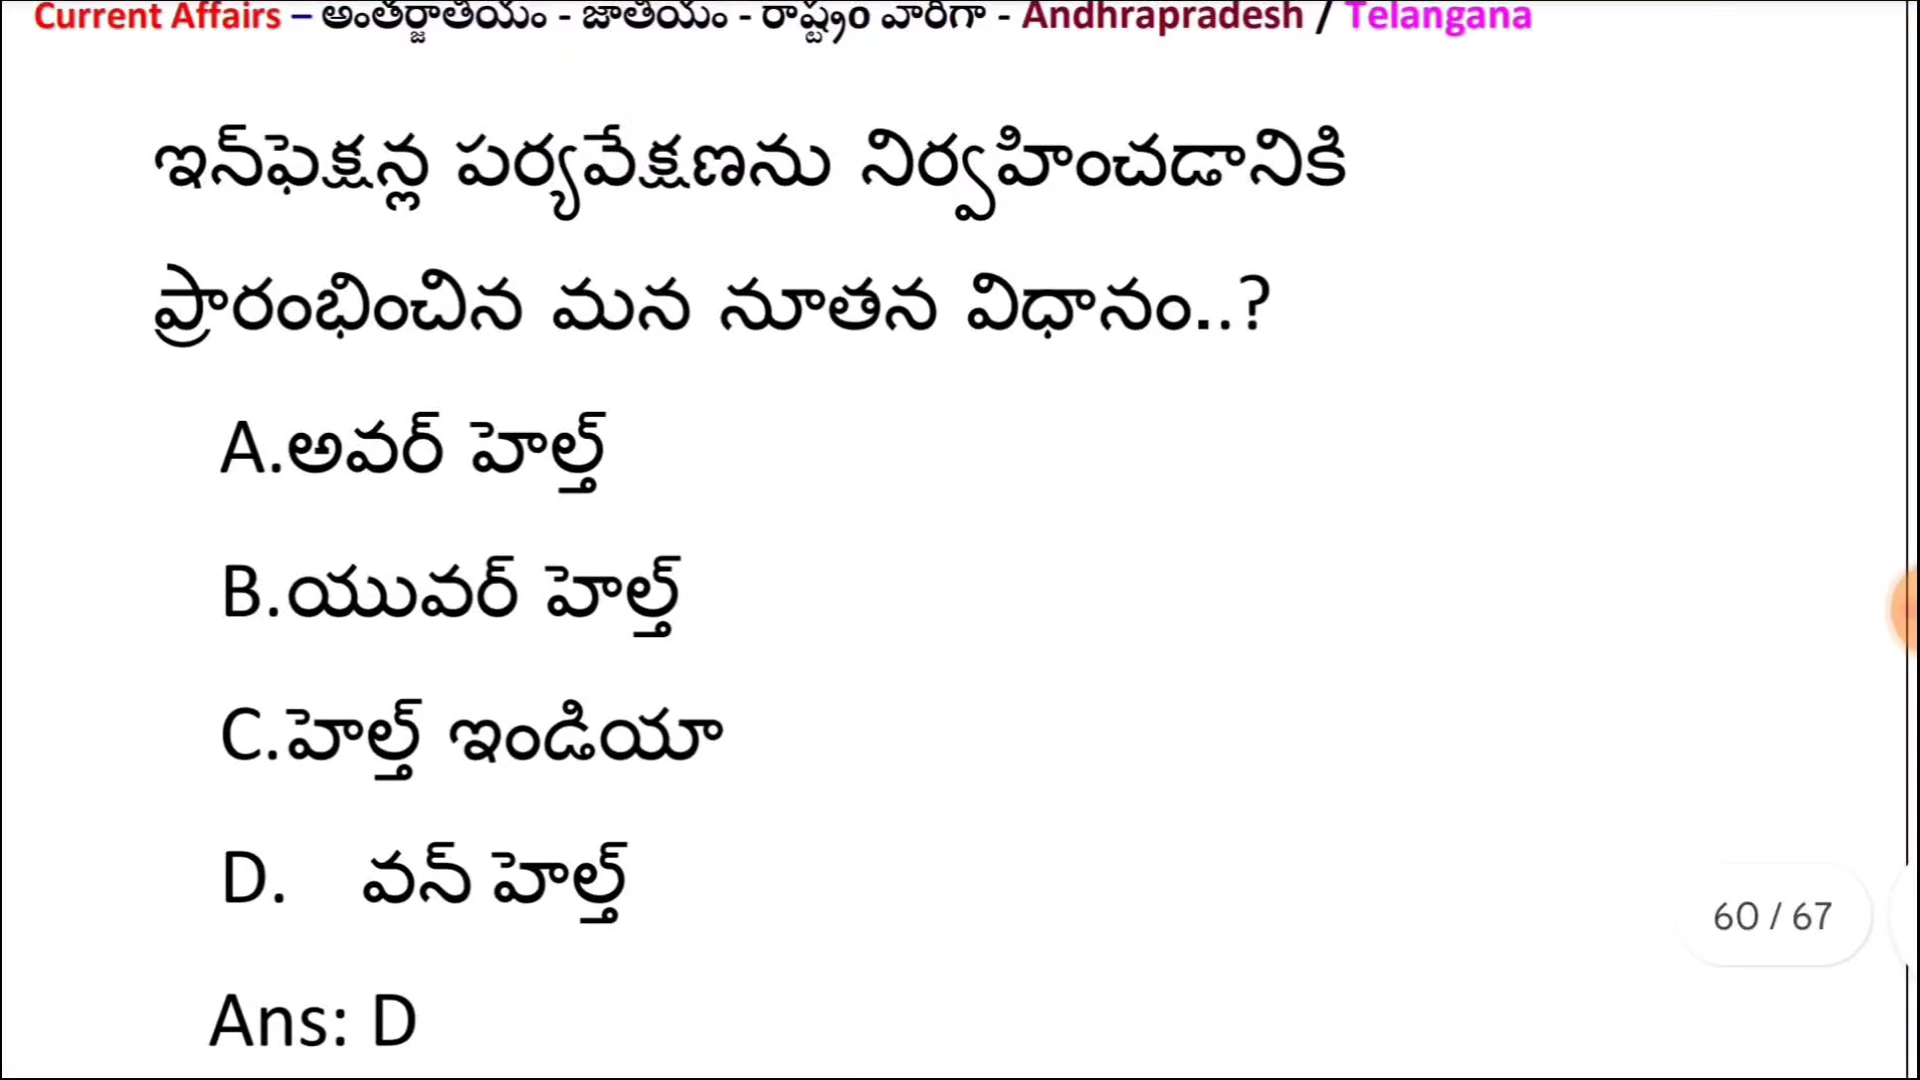 Current Affairs – అంతర్జాతీయం - జాతీయం - రాష్ట్రం వారీగా - Andhrapradesh / Telangana
ఇన్‌ఫెక్షన్ల పర్యవేక్షణను నిర్వహించడానికి
ప్రారంభించిన మన నూతన విధానం..?
A.అవర్ హెల్త్
B.యువర్ హెల్త్
C.హెల్త్ ఇండియా
D. వన్ హెల్త్
60 / 67
Ans: D